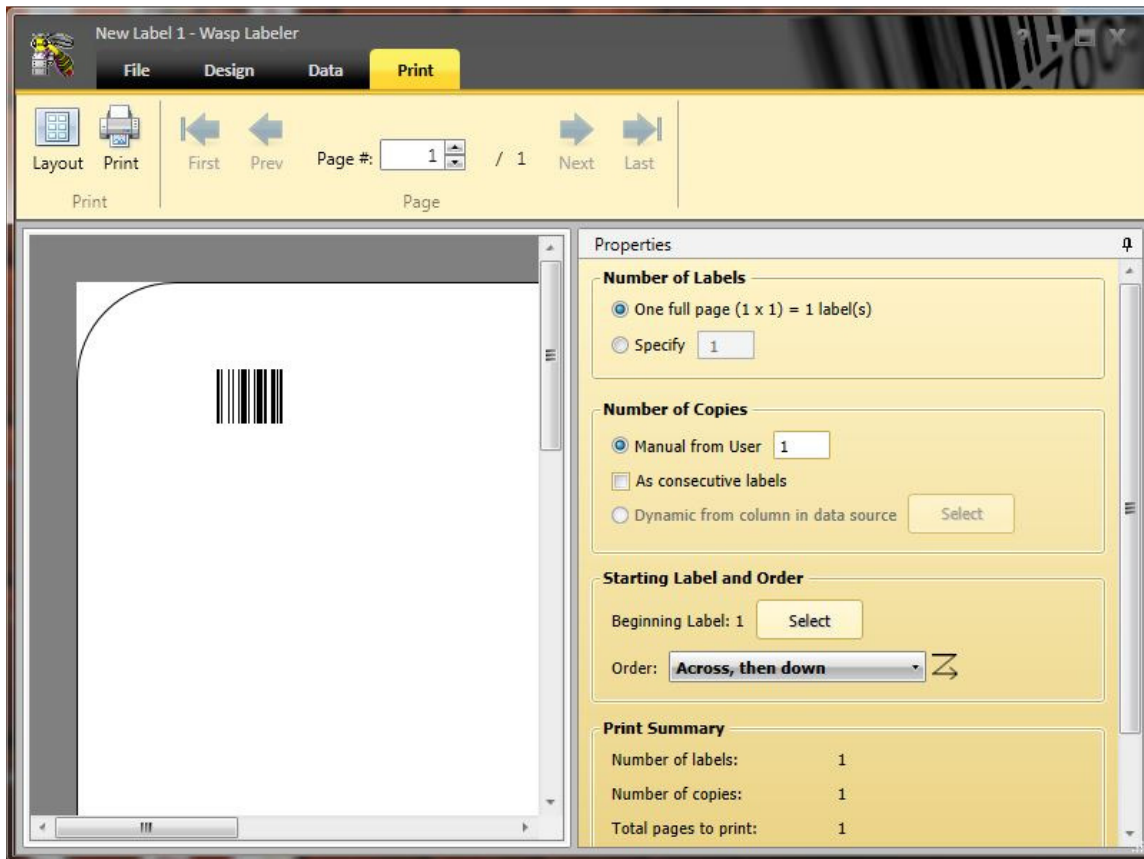 New Label 1 - Wasp Labeler
File Design Data Print
Layout Print First Prev Page #: 1 / 1 Next Last
Print Page
Properties
Number of Labels
One full page (1 x 1) = 1 label(s)
Specify 1
Number of Copies
Manual from User 1
As consecutive labels
Dynamic from column in data source Select
Starting Label and Order
Beginning Label: 1 Select
Order: Across, then down
Print Summary
Number of labels: 1
Number of copies: 1
Total pages to print: 1